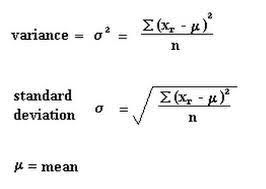 variance = σ² = Σ(xᵣ - μ)² / n
standard deviation σ = √(Σ(xᵣ - μ)² / n)
μ = mean